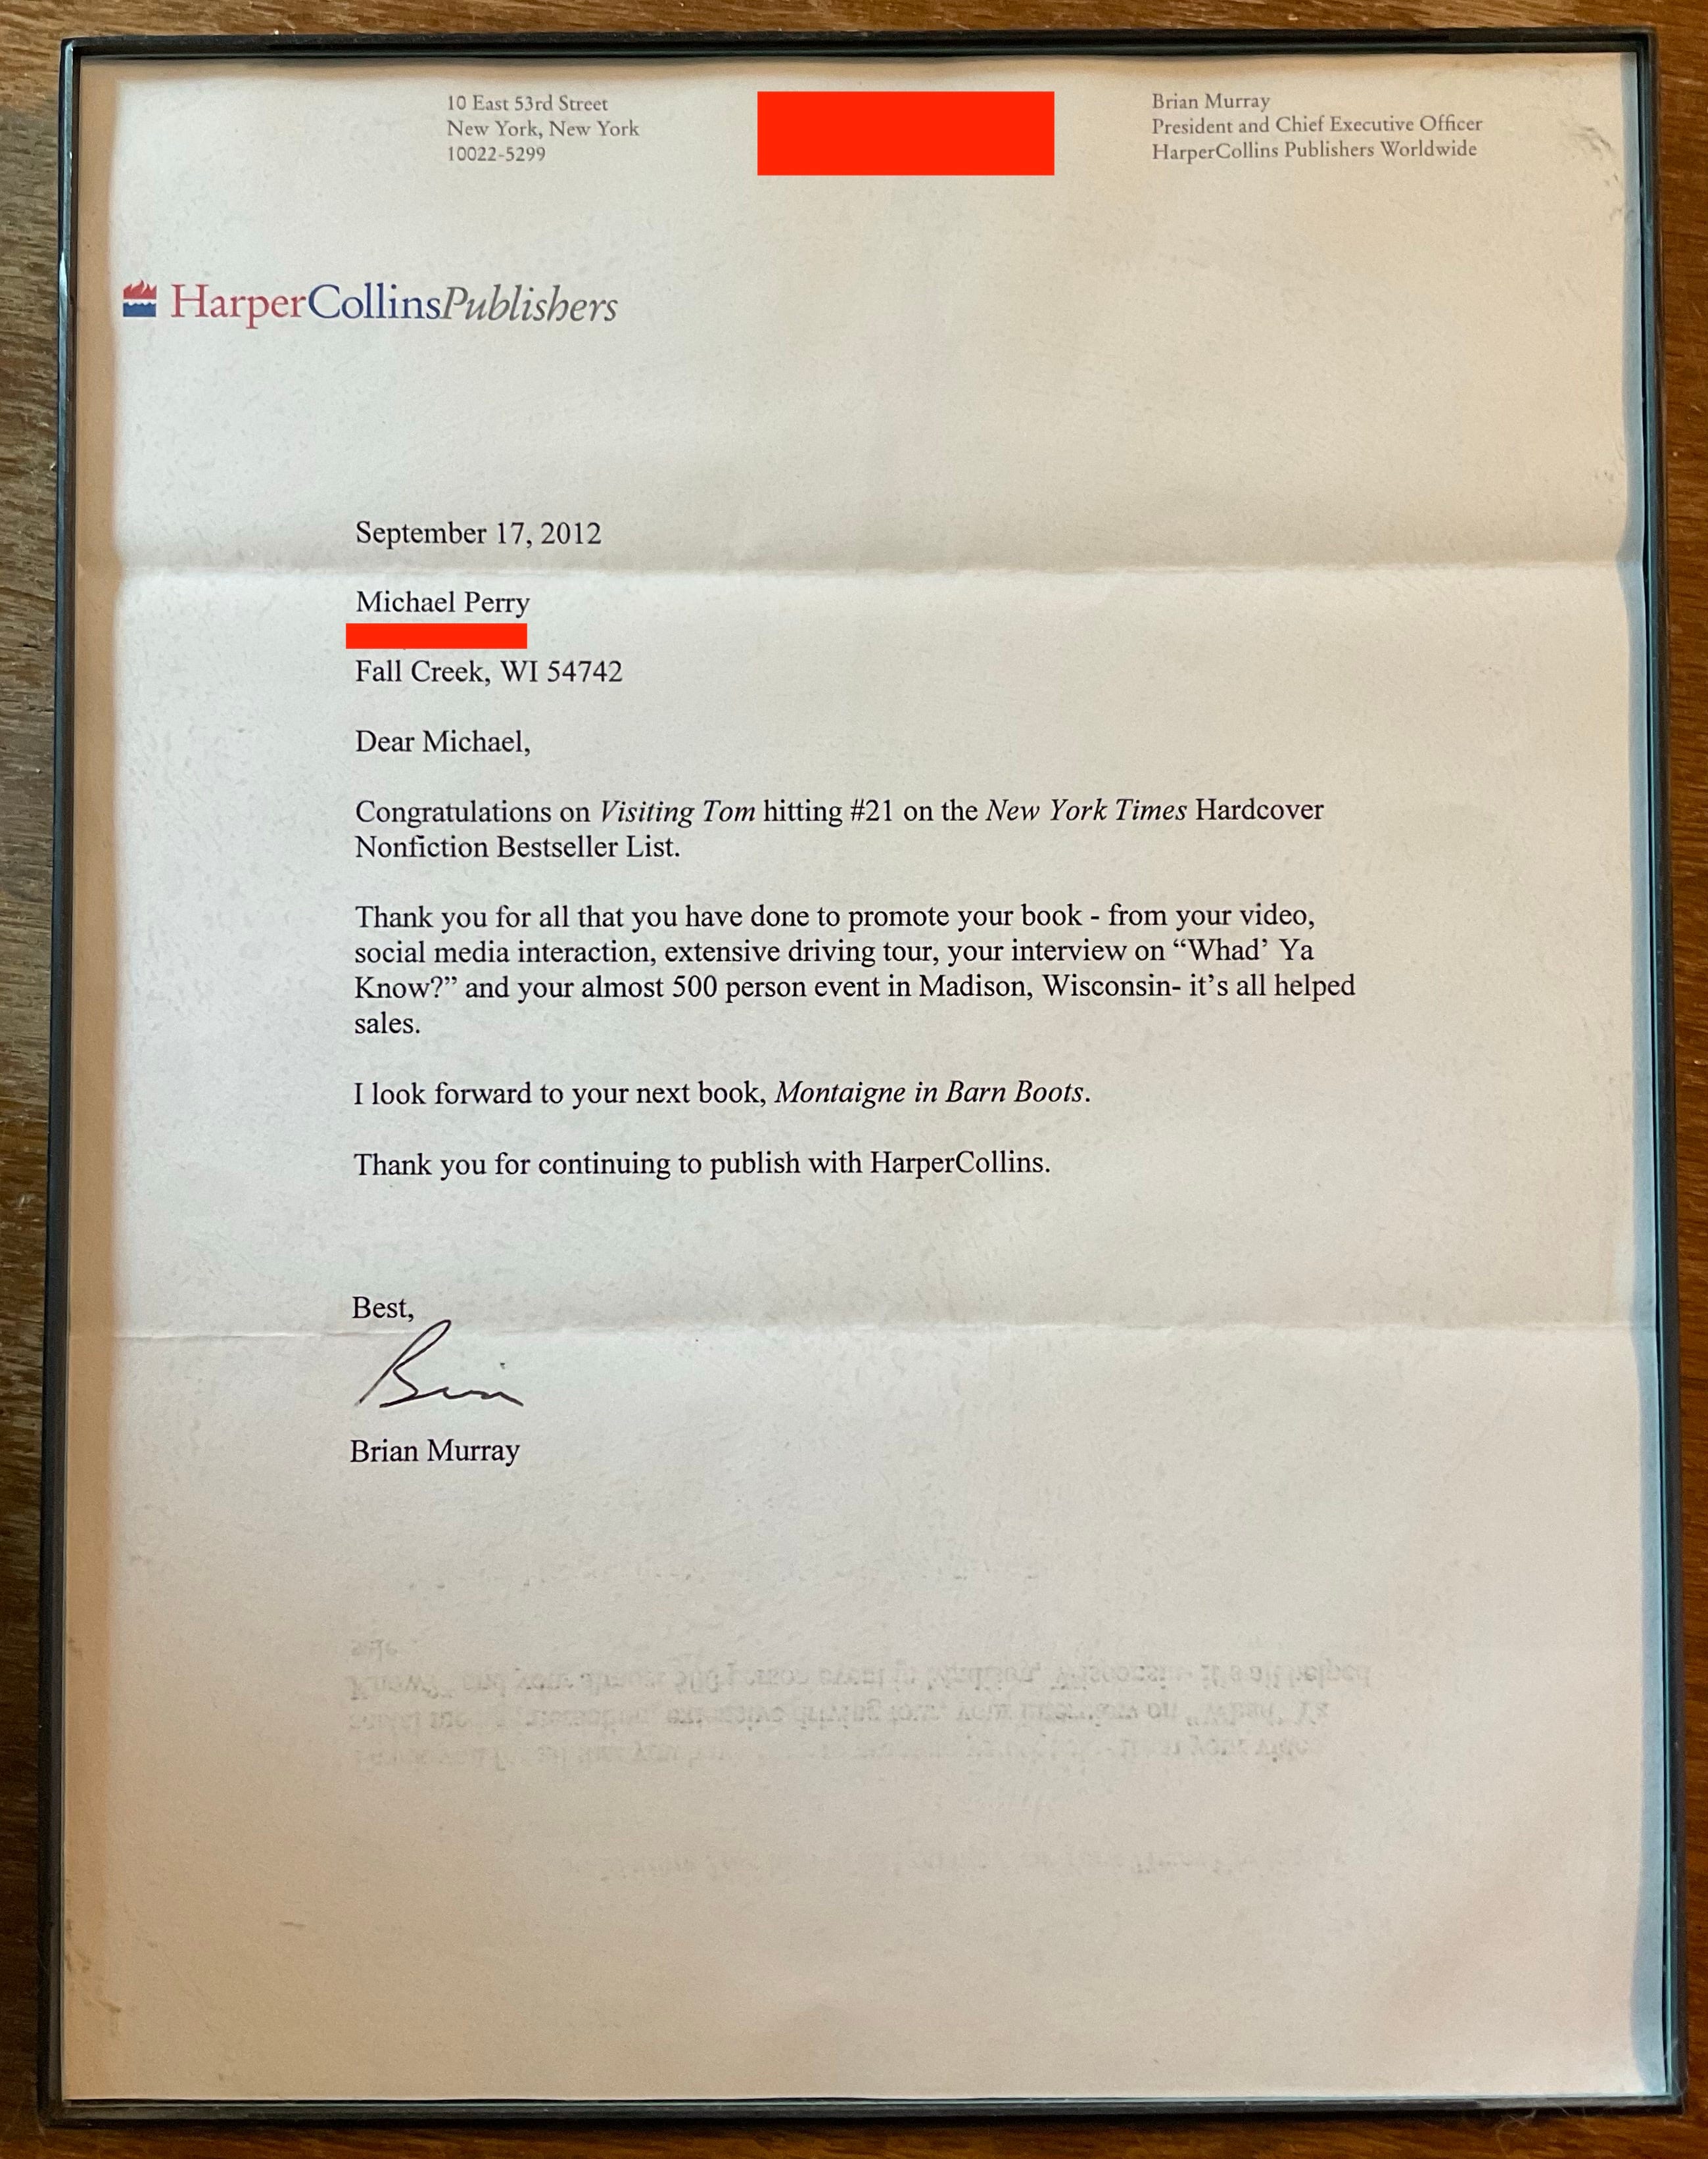 10 East 53rd Street
New York, New York
10022-5299
Brian Murray
President and Chief Executive Officer
HarperCollins Publishers Worldwide
HarperCollinsPublishers
September 17, 2012
Michael Perry
Fall Creek, WI 54742
Dear Michael,
Congratulations on Visiting Tom hitting #21 on the New York Times Hardcover
Nonfiction Bestseller List.
Thank you for all that you have done to promote your book - from your video,
social media interaction, extensive driving tour, your interview on “Whad’ Ya
Know?” and your almost 500 person event in Madison, Wisconsin- it’s all helped
sales.
I look forward to your next book, Montaigne in Barn Boots.
Thank you for continuing to publish with HarperCollins.
Best,
Brian
Brian Murray